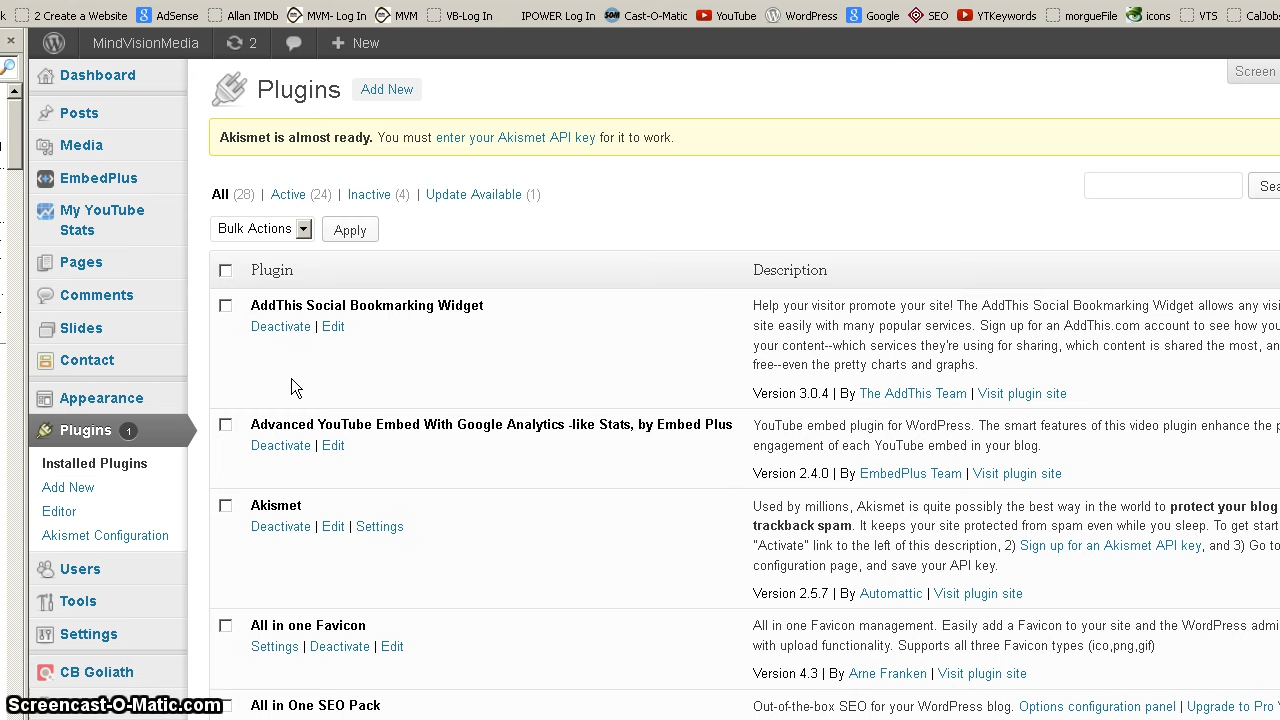 2 Create a Website AdSense Allan IMDb MVM- Log In MVM VB-Log In IPOWER Log In Cast-O-Matic YouTube WordPress Google SEO YTKeywords morgueFile icons VTS CalJob
MindVisionMedia 2 New
Dashboard
Posts
Media
EmbedPlus
My YouTube
Stats
Pages
Comments
Slides
Contact
Appearance
Plugins 1
Installed Plugins
Add New
Editor
Akismet Configuration
Users
Tools
Settings
CB Goliath
Plugins Add New
Screen
Akismet is almost ready. You must enter your Akismet API key for it to work.
All (28) | Active (24) | Inactive (4) | Update Available (1)
Sea
Bulk Actions Apply
Plugin Description
AddThis Social Bookmarking Widget
Deactivate | Edit
Help your visitor promote your site! The AddThis Social Bookmarking Widget allows any visi
site easily with many popular services. Sign up for an AddThis.com account to see how you
your content--which services they're using for sharing, which content is shared the most, an
free--even the pretty charts and graphs.
Version 3.0.4 | By The AddThis Team | Visit plugin site
Advanced YouTube Embed With Google Analytics -like Stats, by Embed Plus
Deactivate | Edit
YouTube embed plugin for WordPress. The smart features of this video plugin enhance the p
engagement of each YouTube embed in your blog.
Version 2.4.0 | By EmbedPlus Team | Visit plugin site
Akismet
Deactivate | Edit | Settings
Used by millions, Akismet is quite possibly the best way in the world to protect your blog
trackback spam. It keeps your site protected from spam even while you sleep. To get start
"Activate" link to the left of this description, 2) Sign up for an Akismet API key, and 3) Go to
configuration page, and save your API key.
Version 2.5.7 | By Automattic | Visit plugin site
All in one Favicon
Settings | Deactivate | Edit
All in one Favicon management. Easily add a Favicon to your site and the WordPress admi
with upload functionality. Supports all three Favicon types (ico,png,gif)
Version 4.3 | By Arne Franken | Visit plugin site
All in One SEO Pack
Out-of-the-box SEO for your WordPress blog. Options configuration panel | Upgrade to Pro
Screencast-O-Matic.com